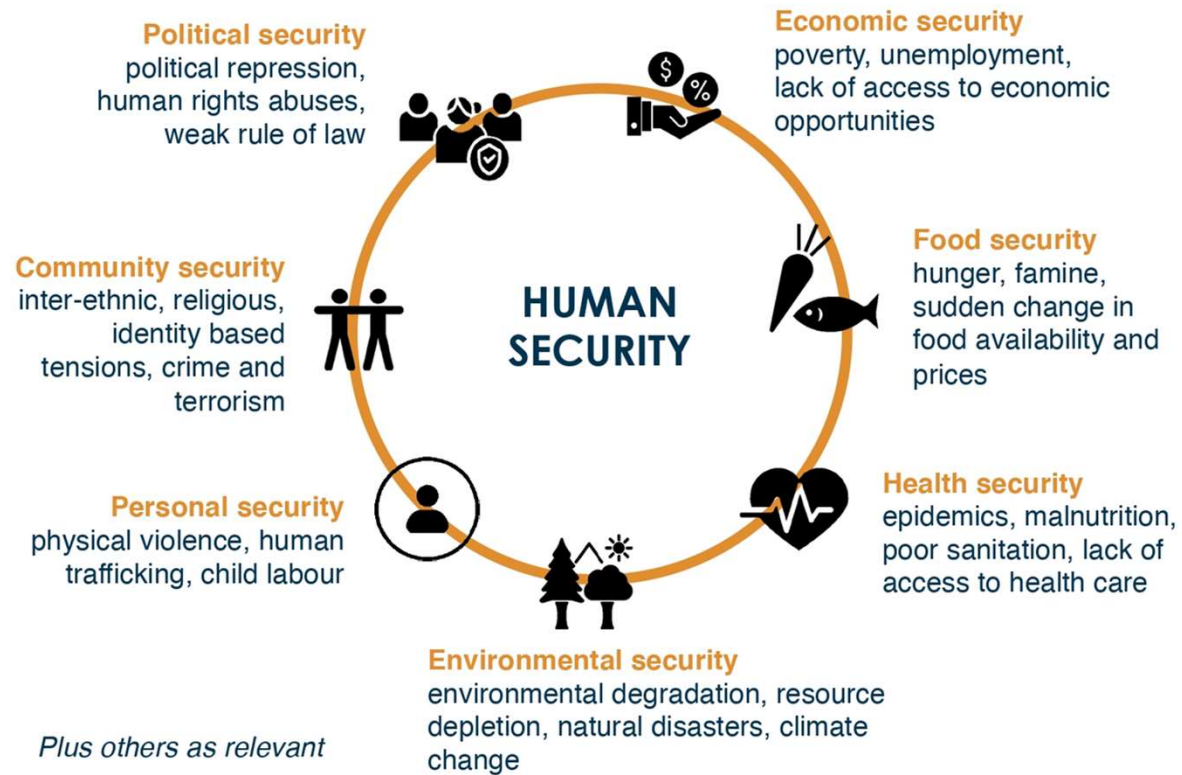 Political security
political repression,
human rights abuses,
weak rule of law
Economic security
poverty, unemployment,
lack of access to economic
opportunities
$
%
Community security
inter-ethnic, religious,
identity based
tensions, crime and
terrorism
HUMAN
SECURITY
Food security
hunger, famine,
sudden change in
food availability and
prices
Personal security
physical violence, human
trafficking, child labour
Health security
epidemics, malnutrition,
poor sanitation, lack of
access to health care
Environmental security
environmental degradation, resource
depletion, natural disasters, climate
change
Plus others as relevant